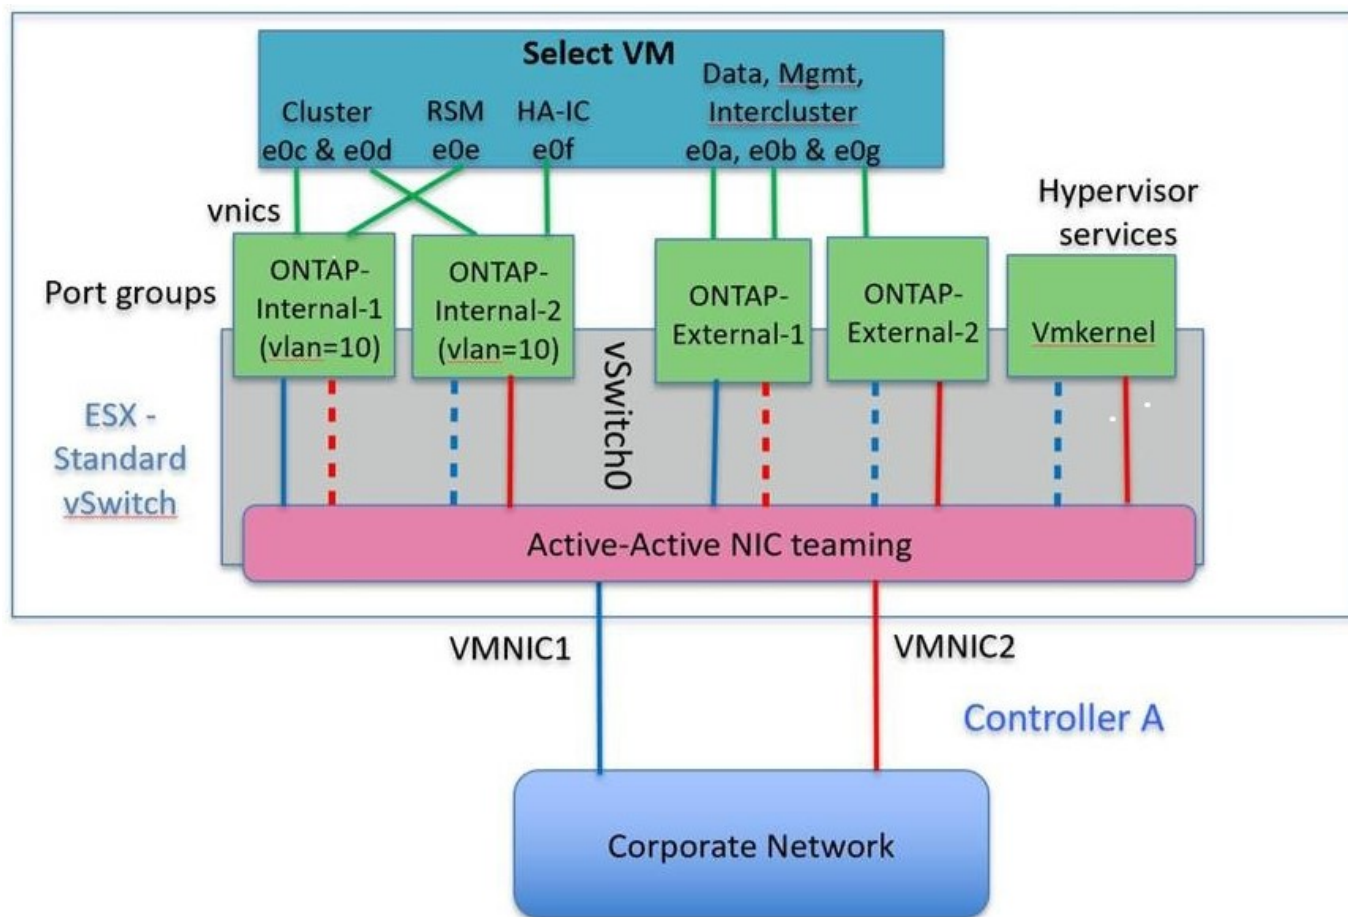 Select VM
Data, Mgmt,
Intercluster
Cluster
RSM
HA-IC
e0c & e0d
e0e
e0f
e0a, e0b & e0g
vnics
Hypervisor
services
Port groups
ONTAP-
Internal-1
(vlan=10)
ONTAP-
Internal-2
(vlan=10)
ONTAP-
External-1
ONTAP-
External-2
Vmkernel
vSwitch0
ESX -
Standard
vSwitch
Active-Active NIC teaming
VMNIC1
VMNIC2
Controller A
Corporate Network